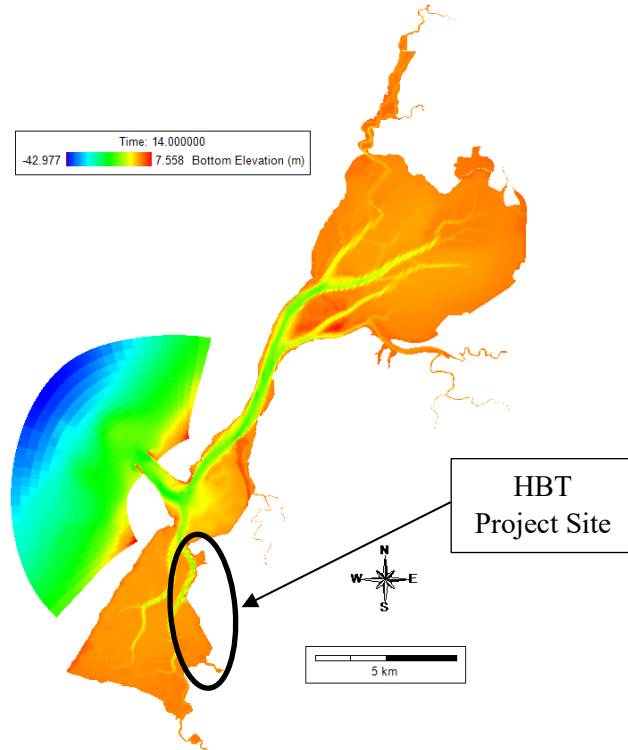 Time: 14.000000
-42.977 7.558 Bottom Elevation (m)
HBT
Project Site
N
W E
S
5 km